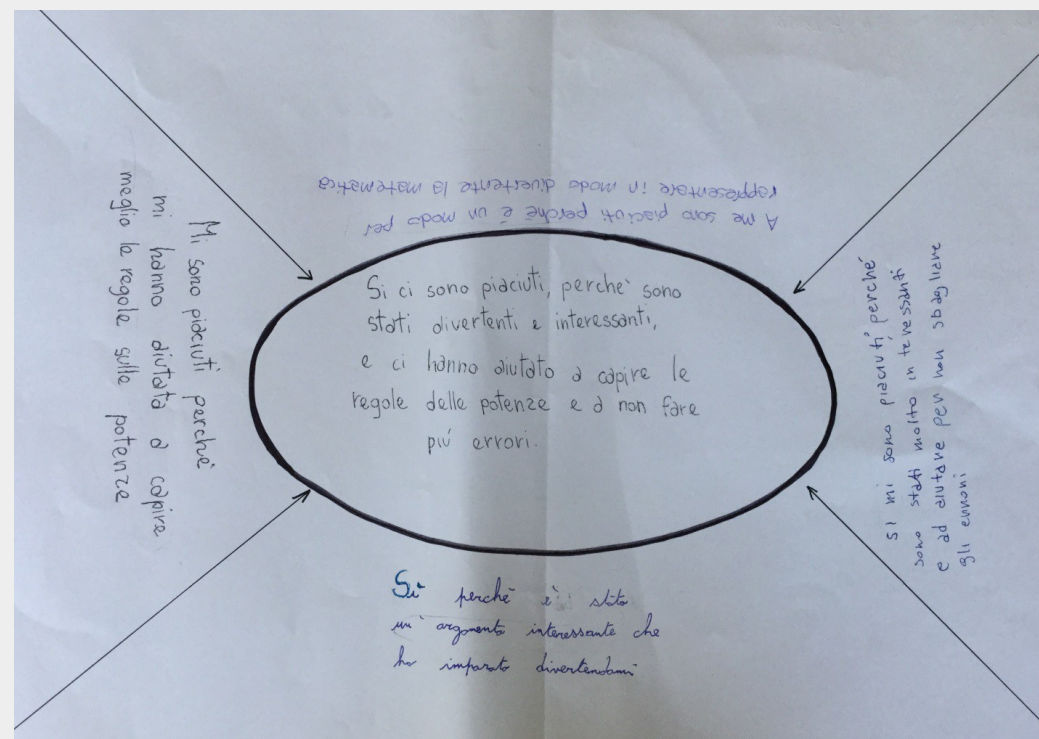 A me sono piaciuti perchè è un modo per
rappresentare in modo divertente la matematica
Mi sono piaciuti perché
mi hanno aiutato a capire
meglio le regole sulle potenze
Si ci sono piaciuti, perche' sono
stati divertenti e interessanti,
e ci hanno aiutato a capire le
regole delle potenze e a non fare
piú errori.
SI mi sono piaciuti perché
sono stati molto interessanti
e ad aiutare per non sbagliare
gli errori
Si perchè è stato
un' argomento interessante che
ho imparato divertendomi